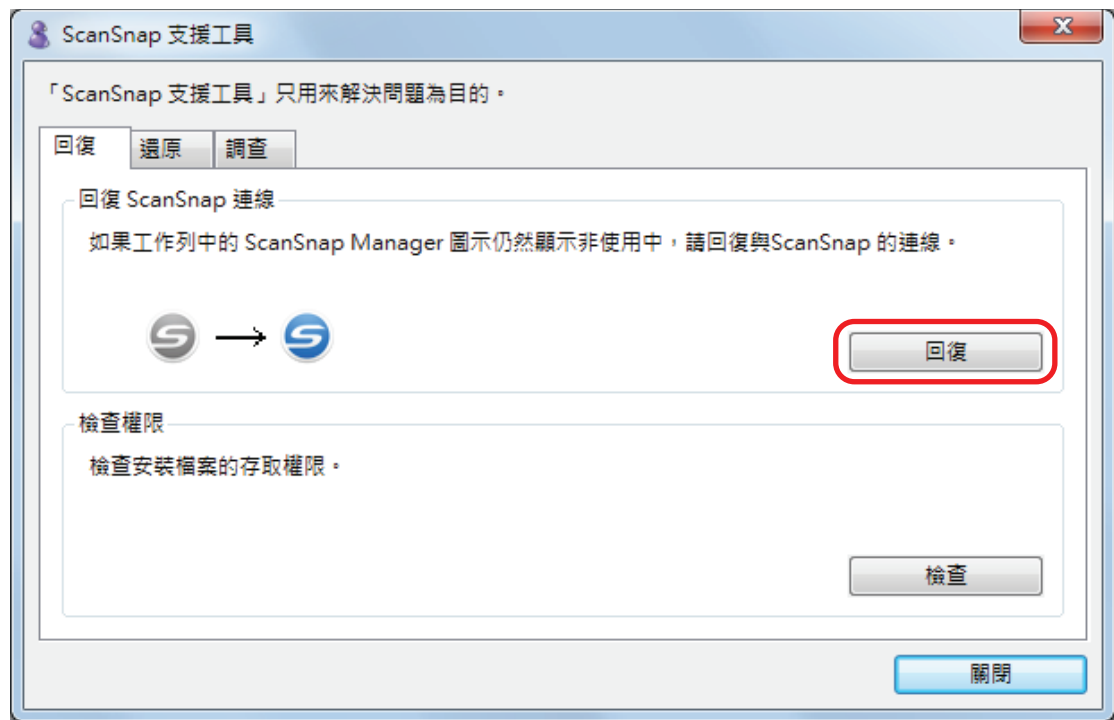 ScanSnap 支援工具
「ScanSnap 支援工具」只用來解決問題為目的。
回復 還原 調查
回復 ScanSnap 連線
如果工作列中的 ScanSnap Manager 圖示仍然顯示非使用中，請回復與ScanSnap 的連線。
回復
檢查權限
檢查安裝檔案的存取權限。
檢查
關閉